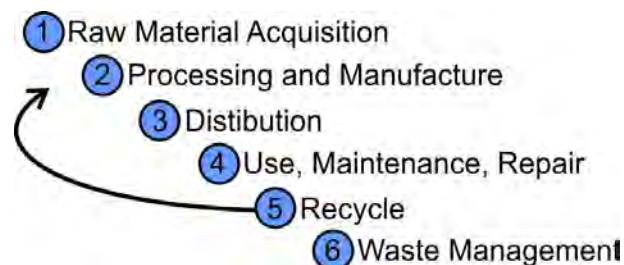 1 Raw Material Acquisition
2 Processing and Manufacture
3 Distibution
4 Use, Maintenance, Repair
5 Recycle
6 Waste Management